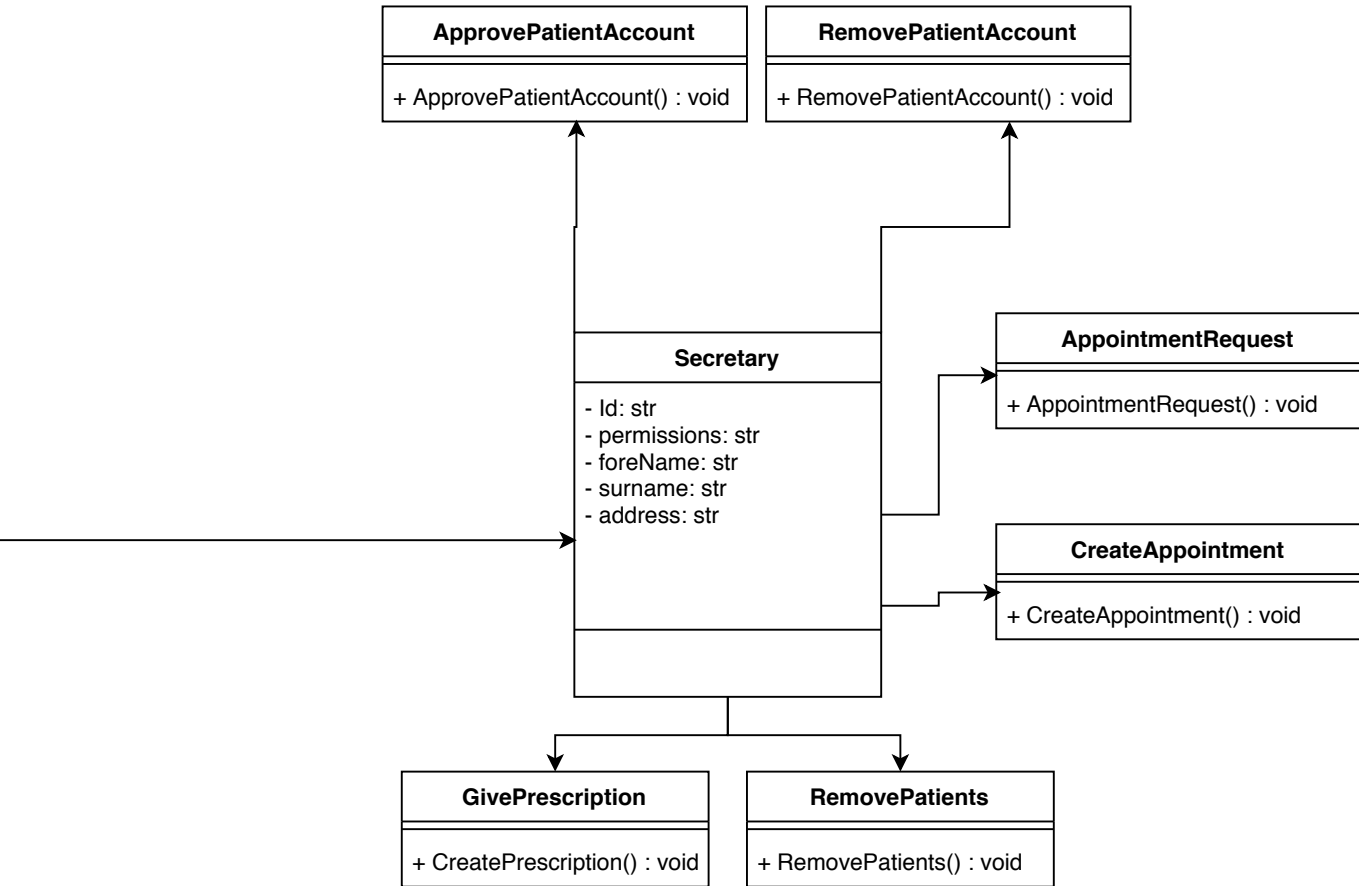 ApprovePatientAccount
+ ApprovePatientAccount() : void
RemovePatientAccount
+ RemovePatientAccount() : void
Secretary
- Id: str
- permissions: str
- foreName: str
- surname: str
- address: str
AppointmentRequest
+ AppointmentRequest() : void
CreateAppointment
+ CreateAppointment() : void
GivePrescription
+ CreatePrescription() : void
RemovePatients
+ RemovePatients() : void